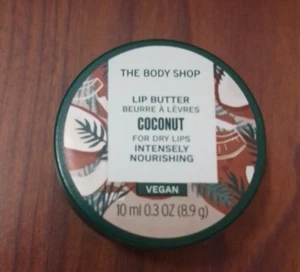 THE BODY SHOP
LIP BUTTER
BEURRE À LÈVRES
COCONUT
FOR DRY LIPS
INTENSELY
NOURISHING
VEGAN
10 ml 0.3 OZ (8.9 g)